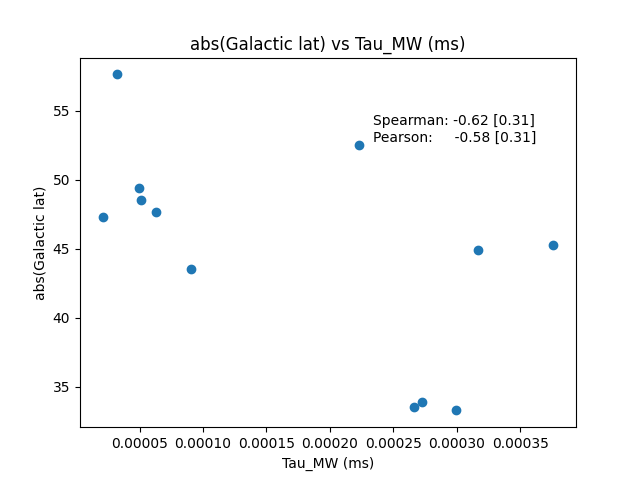 abs(Galactic lat) vs Tau_MW (ms)
Spearman: -0.62 [0.31]
Pearson: -0.58 [0.31]
55
50
45
40
35
abs(Galactic lat)
0.00005 0.00010 0.00015 0.00020 0.00025 0.00030 0.00035
Tau_MW (ms)